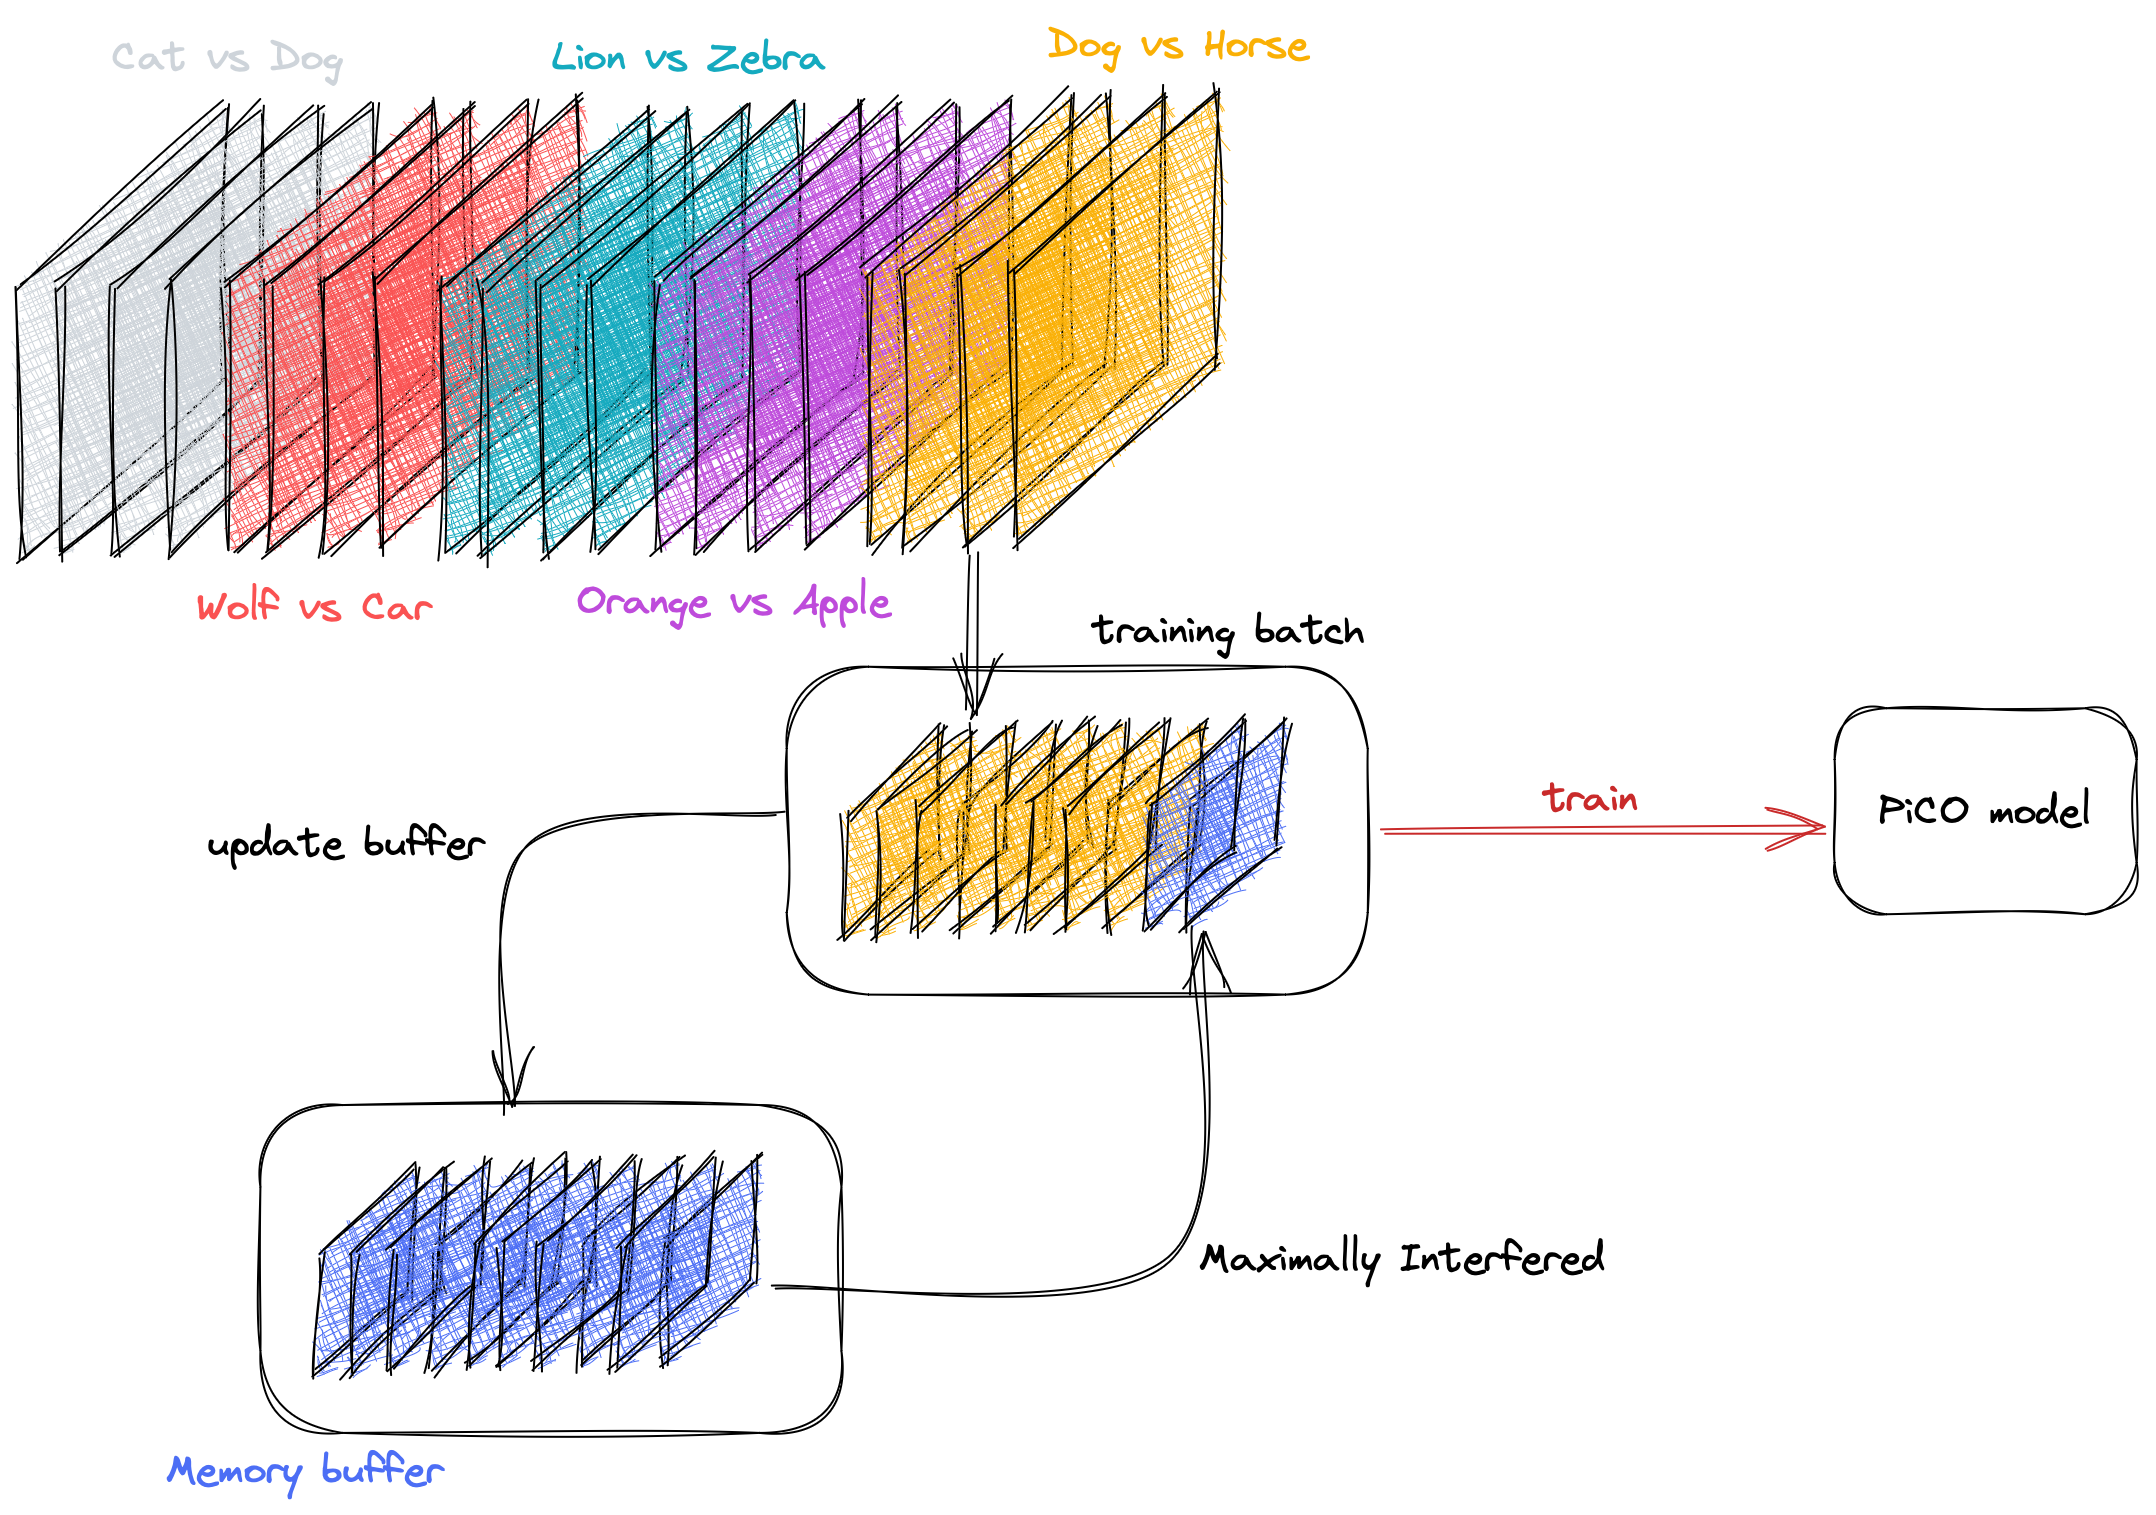 Cat vs Dog
Lion vs Zebra
Dog vs Horse
Wolf vs Car
Orange vs Apple
training batch
train
PiCO model
update buffer
Maximally Interfered
Memory buffer